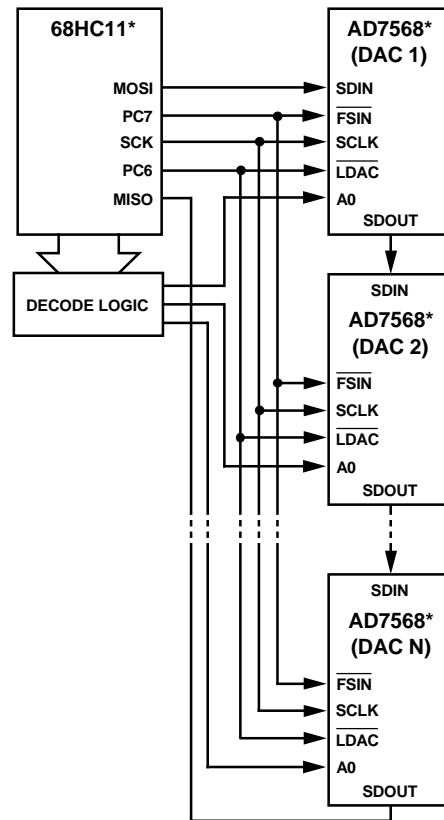 68HC11*
MOSI
PC7
SCK
PC6
MISO
DECODE LOGIC
AD7568*
(DAC 1)
SDIN
FSIN
SCLK
LDAC
A0
SDOUT
SDIN
AD7568*
(DAC 2)
FSIN
SCLK
LDAC
A0
SDOUT
SDIN
AD7568*
(DAC N)
FSIN
SCLK
LDAC
A0
SDOUT